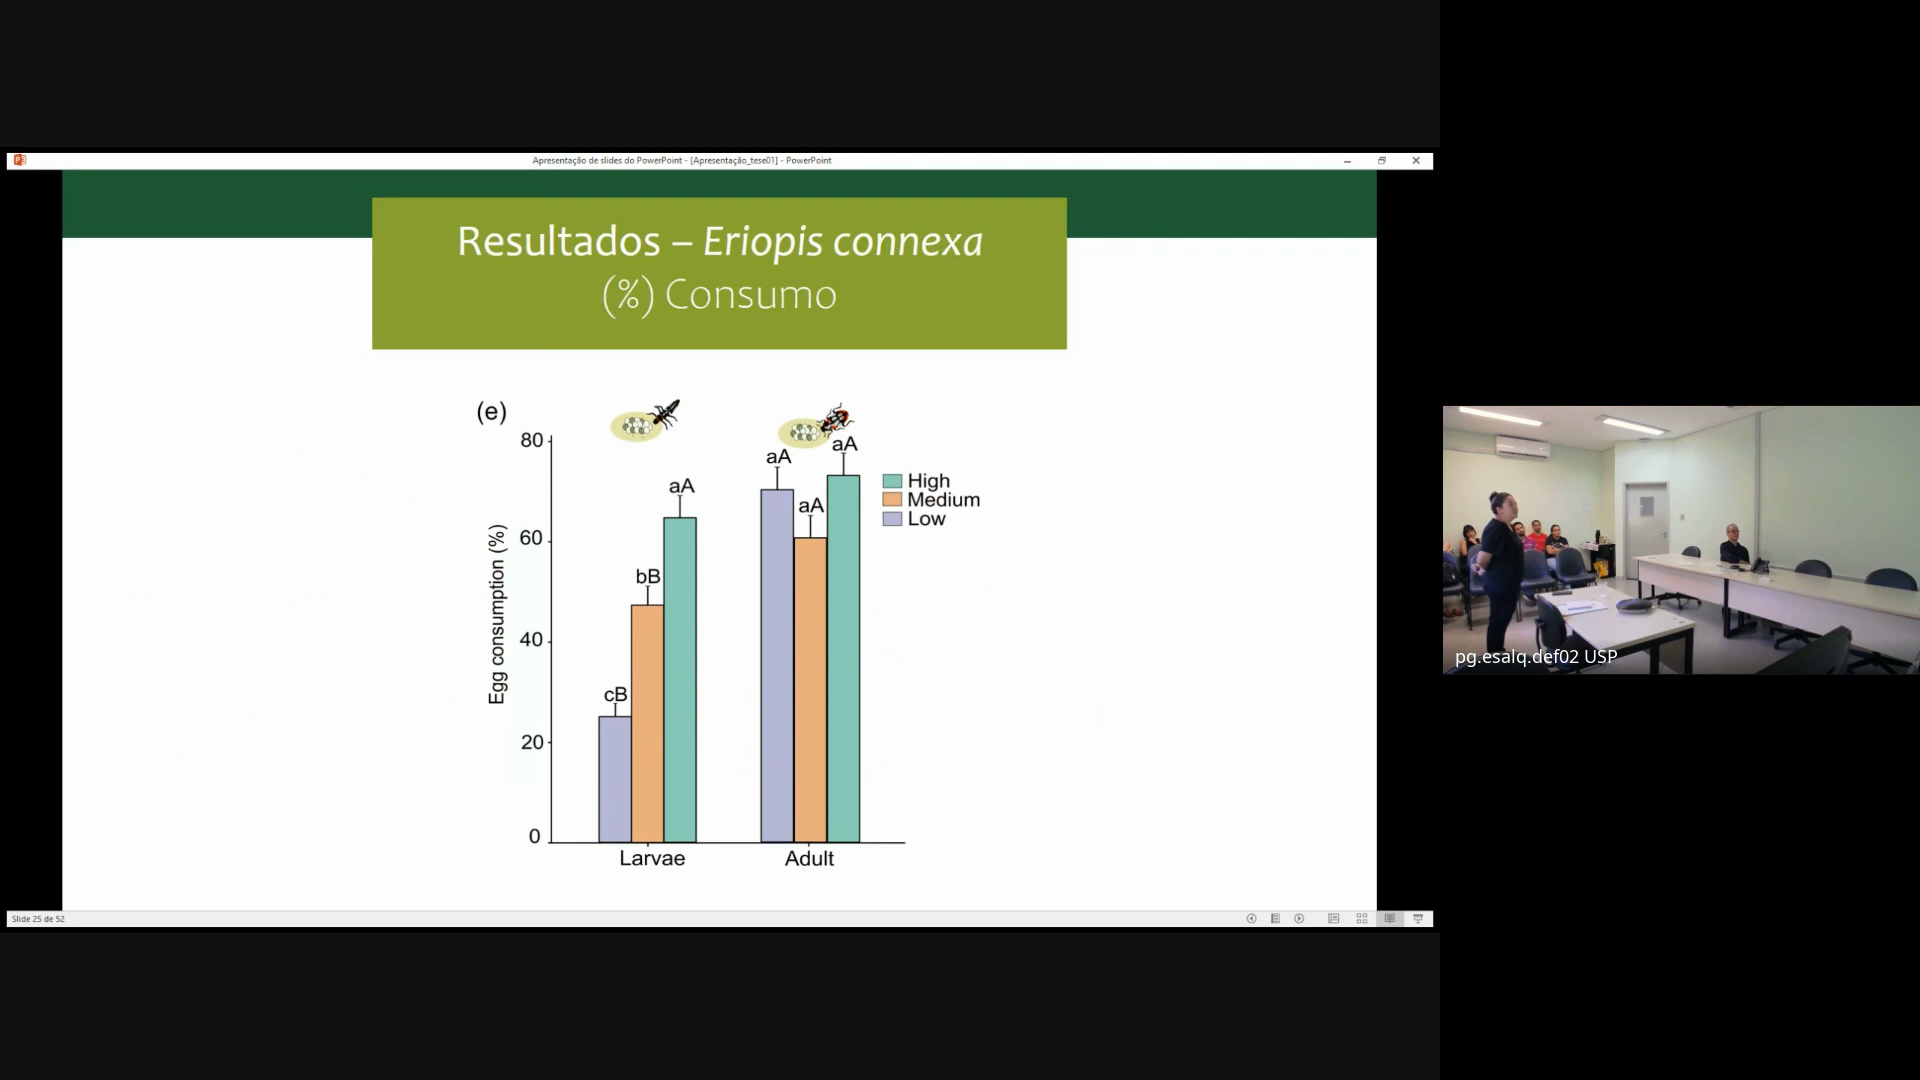 Apresentação de slides do PowerPoint - [Apresentação_tese01] - PowerPoint
Resultados – Eriopis connexa
(%) Consumo
(e)
80
60
40
20
0
Egg consumption (%)
cB
bB
aA
aA
aA
aA
Larvae
Adult
High
Medium
Low
Slide 25 de 52
pg.esalq.def02 USP